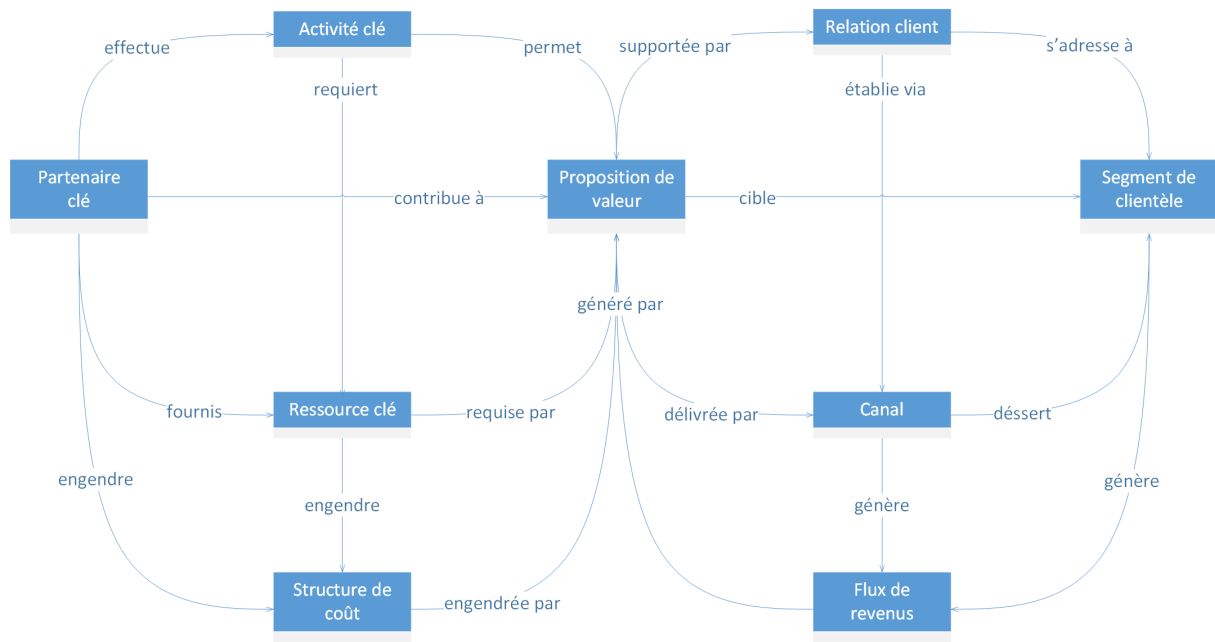 Activité clé
Relation client
effectue
permet
supportée par
s'adresse à
requiert
établie via
Partenaire
clé
Proposition de
valeur
Segment de
clientèle
contribue à
cible
généré par
fournis
Ressource clé
requise par
délivrée par
Canal
déssert
engendre
engendre
génère
génère
Structure de
coût
engendrée par
Flux de
revenus